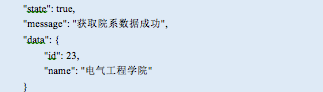 "state": true,
"message": "获取院系数据成功",
"data": {
"id": 23,
"name": "电气工程学院"
}